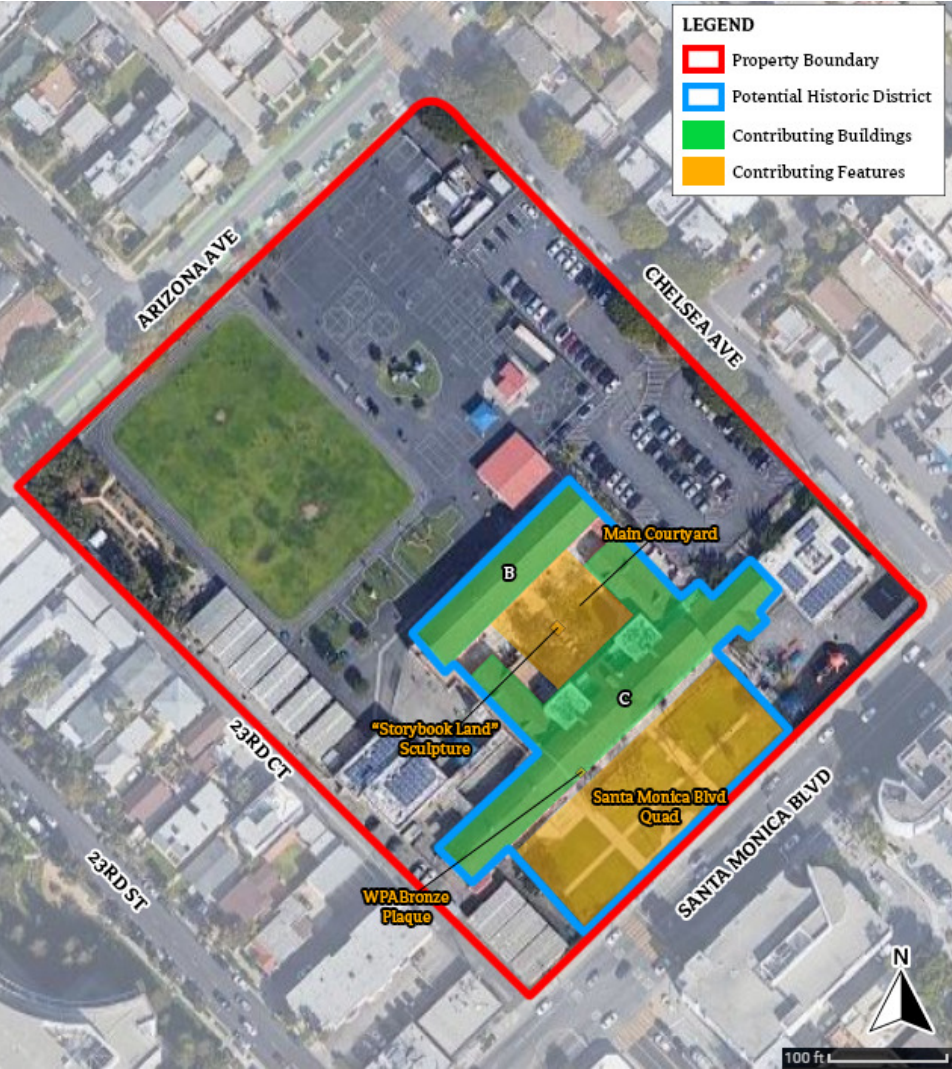 LEGEND
Property Boundary
Potential Historic District
Contributing Buildings
Contributing Features
ARIZONA AVE
CHELSEA AVE
Main Courtyard
B
C
"Storybook Land"
Sculpture
23RD CT
Santa Monica Blvd
Quad
SANTA MONICA BLVD
23RD ST
WPA Bronze
Plaque
N
100 ft